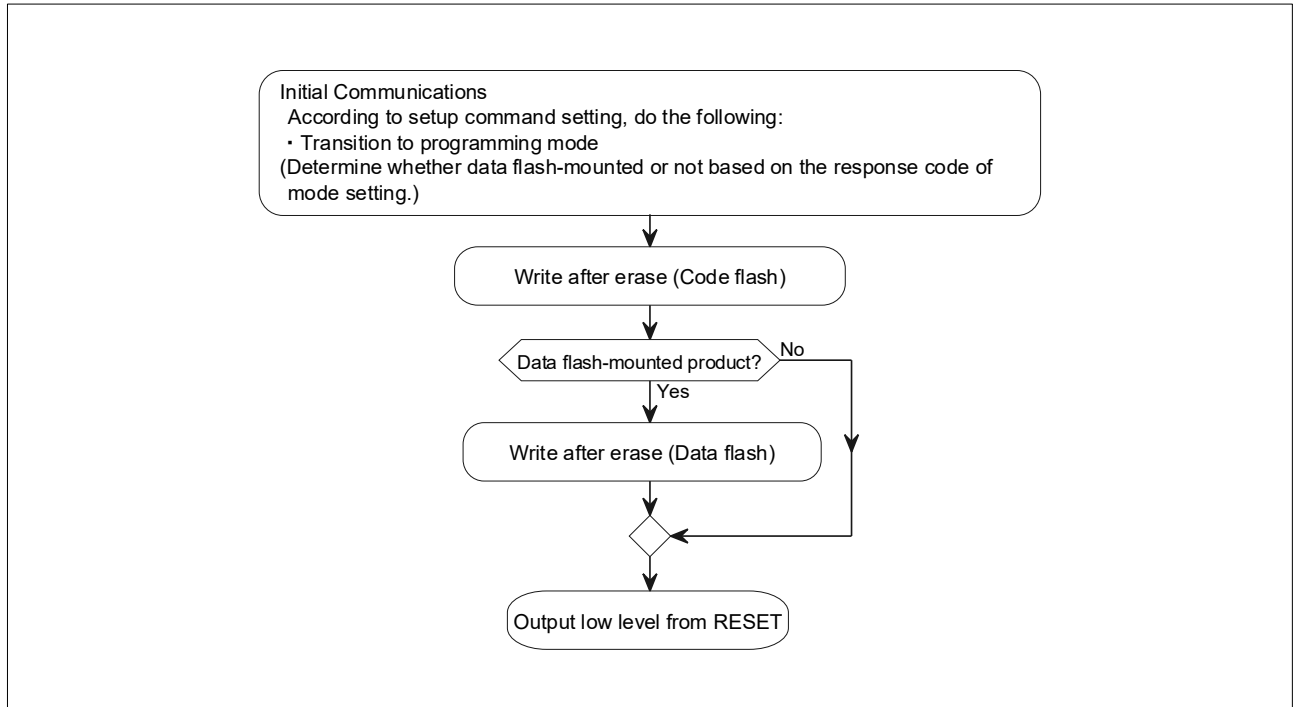 Initial Communications
According to setup command setting, do the following:
・Transition to programming mode
(Determine whether data flash-mounted or not based on the response code of
mode setting.)
Write after erase (Code flash)
Data flash-mounted product?
No
Yes
Write after erase (Data flash)
Output low level from RESET